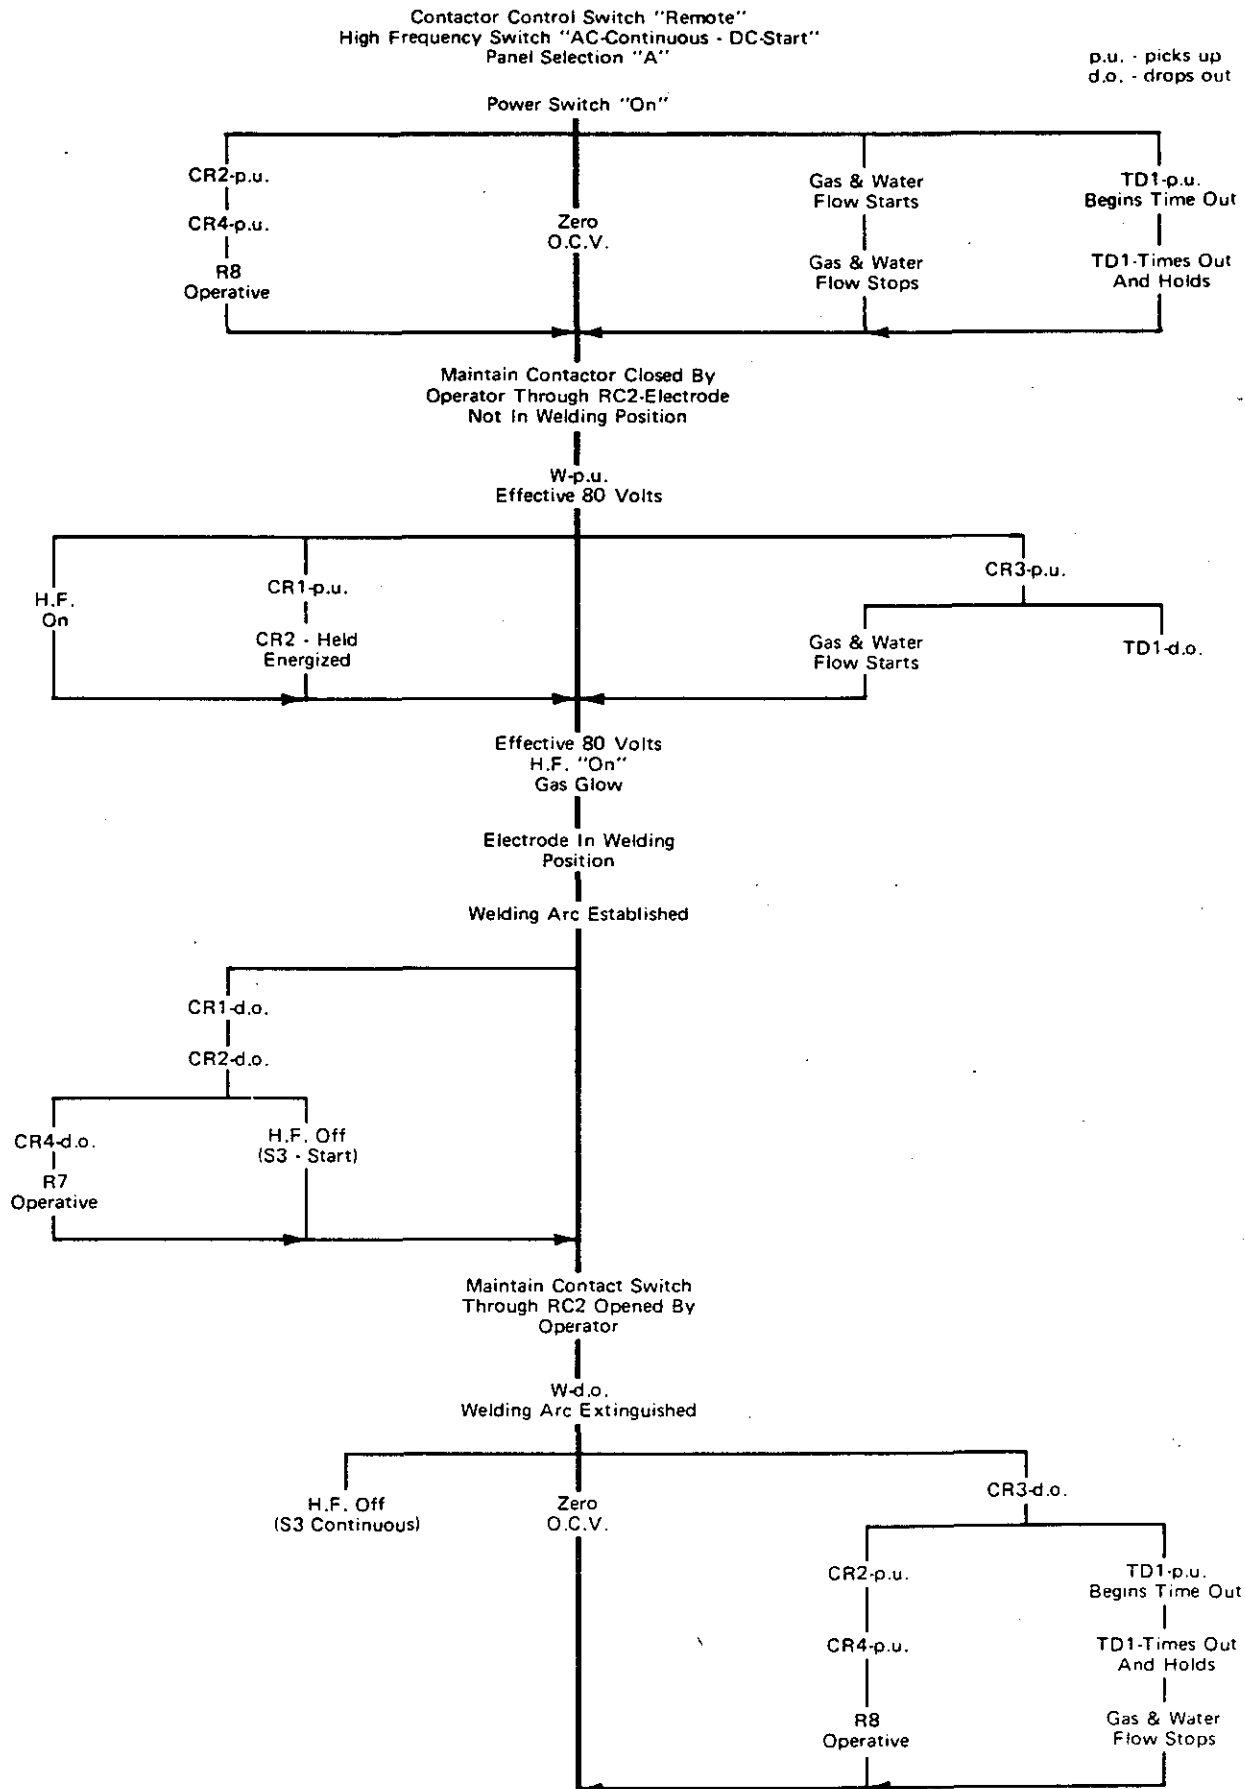 Contactor Control Switch "Remote"
High Frequency Switch "AC-Continuous - DC-Start"
Panel Selection "A"
p.u. - picks up
d.o. - drops out
Power Switch "On"
CR2-p.u.
CR4-p.u.
R8
Operative
Zero
O.C.V.
Gas & Water
Flow Starts
Gas & Water
Flow Stops
TD1-p.u.
Begins Time Out
TD1-Times Out
And Holds
Maintain Contactor Closed By
Operator Through RC2-Electrode
Not In Welding Position
W-p.u.
Effective 80 Volts
H.F.
On
CR1-p.u.
CR2 - Held
Energized
CR3-p.u.
Gas & Water
Flow Starts
TD1-d.o.
Effective 80 Volts
H.F. "On"
Gas Glow
Electrode In Welding
Position
Welding Arc Established
CR1-d.o.
CR2-d.o.
CR4-d.o.
R7
Operative
H.F. Off
(S3 - Start)
Maintain Contact Switch
Through RC2 Opened By
Operator
W-d.o.
Welding Arc Extinguished
H.F. Off
(S3 Continuous)
Zero
O.C.V.
CR3-d.o.
CR2-p.u.
CR4-p.u.
R8
Operative
TD1-p.u.
Begins Time Out
TD1-Times Out
And Holds
Gas & Water
Flow Stops